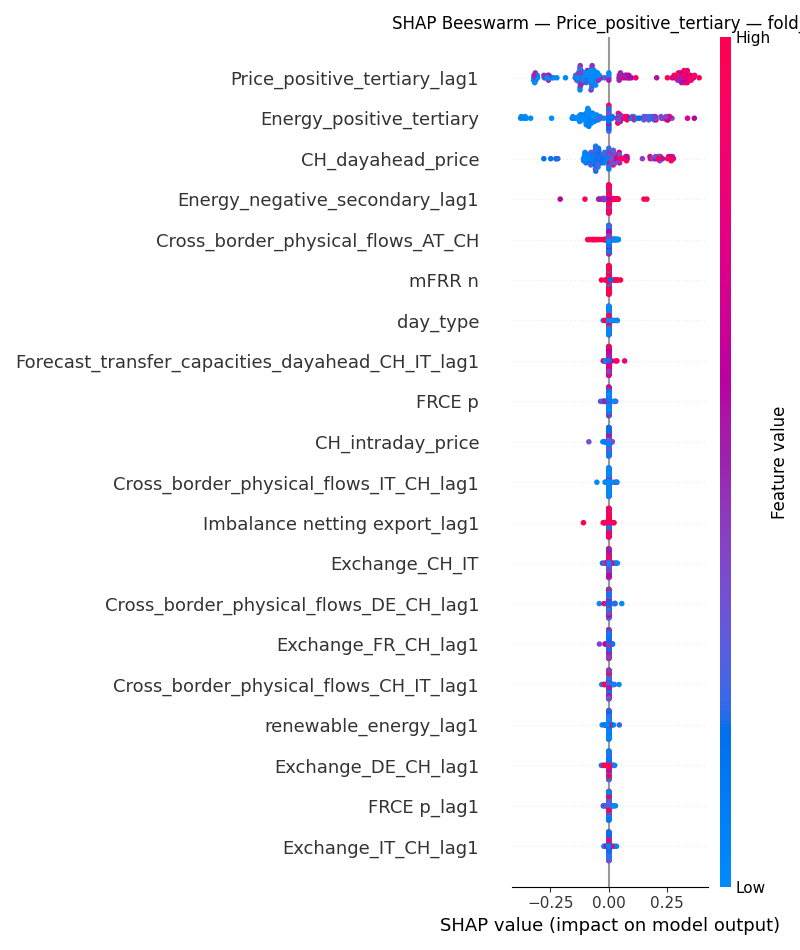 SHAP Beeswarm — Price_positive_tertiary — fold_
High
Price_positive_tertiary_lag1
Energy_positive_tertiary
CH_dayahead_price
Energy_negative_secondary_lag1
Cross_border_physical_flows_AT_CH
mFRR n
day_type
Forecast_transfer_capacities_dayahead_CH_IT_lag1
FRCE p
CH_intraday_price
Cross_border_physical_flows_IT_CH_lag1
Imbalance netting export_lag1
Exchange_CH_IT
Cross_border_physical_flows_DE_CH_lag1
Exchange_FR_CH_lag1
Cross_border_physical_flows_CH_IT_lag1
renewable_energy_lag1
Exchange_DE_CH_lag1
FRCE p_lag1
Exchange_IT_CH_lag1
Feature value
Low
−0.25 0.00 0.25
SHAP value (impact on model output)